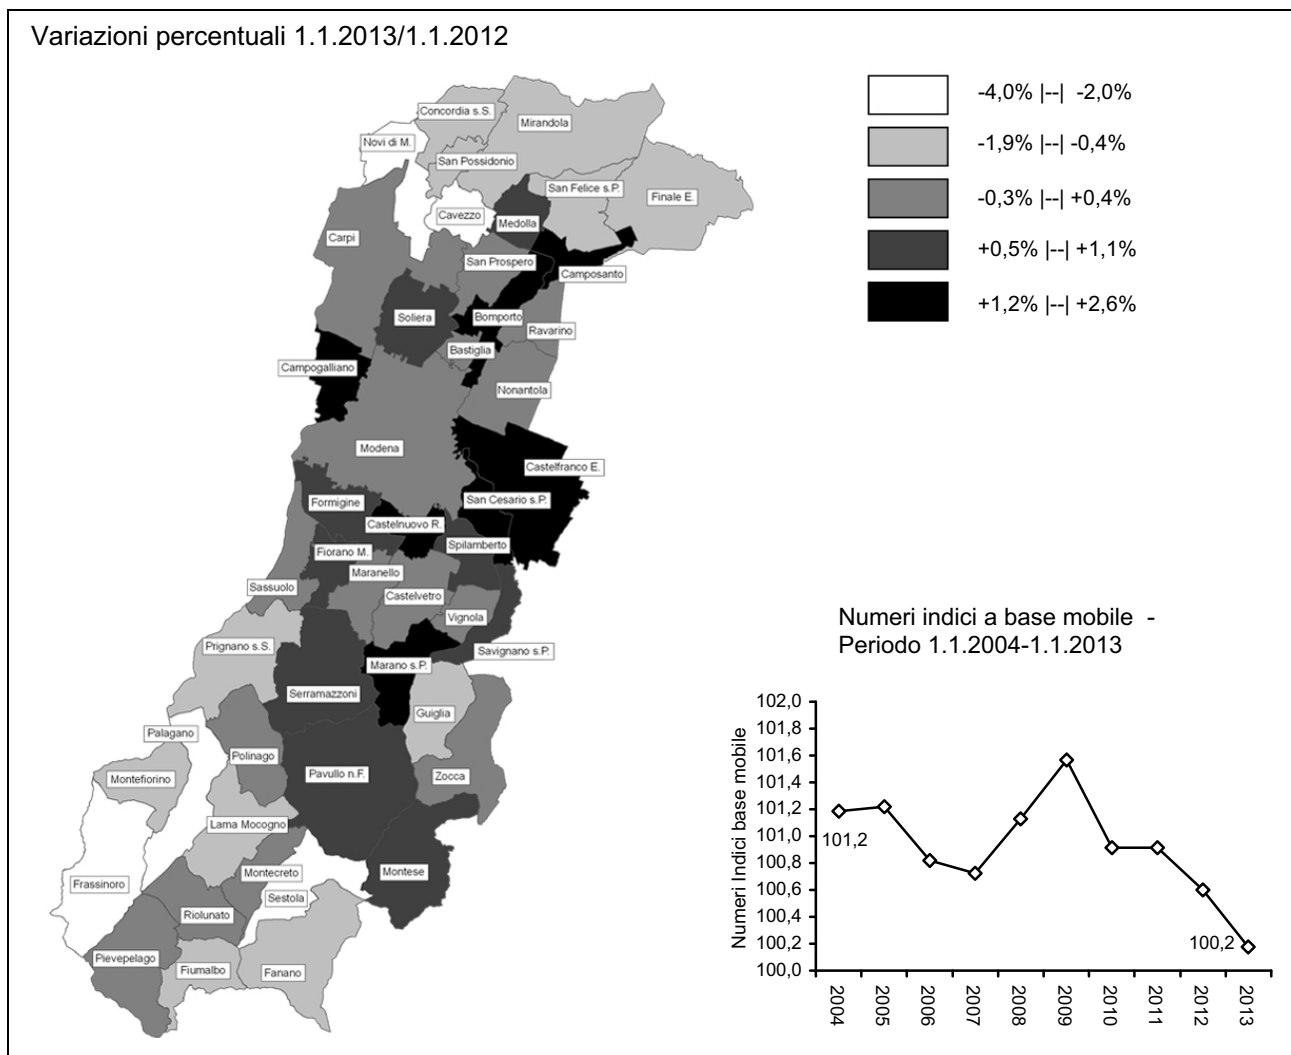 Variazioni percentuali 1.1.2013/1.1.2012
-4,0% |--| -2,0%
-1,9% |--| -0,4%
-0,3% |--| +0,4%
+0,5% |--| +1,1%
+1,2% |--| +2,6%
Concordia s.S.
Mirandola
Novi di M.
San Possidonio
San Felice s.P.
Finale E.
Cavezzo
Medolla
Carpi
San Prospero
Camposanto
Soliera
Bomporto
Ravarino
Bastiglia
Campogalliano
Nonantola
Modena
Castelfranco E.
San Cesario s.P.
Formigine
Castelnuovo R.
Spilamberto
Fiorano M.
Maranello
Sassuolo
Castelvetro
Vignola
Prignano s.S.
Savignano s.P.
Marano s.P.
Serramazzoni
Guiglia
Palagano
Polinago
Montefiorino
Pavullo n.F.
Zocca
Lama Mocogno
Montecreto
Montese
Frassinoro
Sestola
Riolunato
Pievepelago
Fiumalbo
Fanano
Numeri indici a base mobile -
Periodo 1.1.2004-1.1.2013
Numeri Indici base mobile
102,0
101,8
101,6
101,4
101,2
101,0
100,8
100,6
100,4
100,2
100,0
101,2
100,2
2004
2005
2006
2007
2008
2009
2010
2011
2012
2013